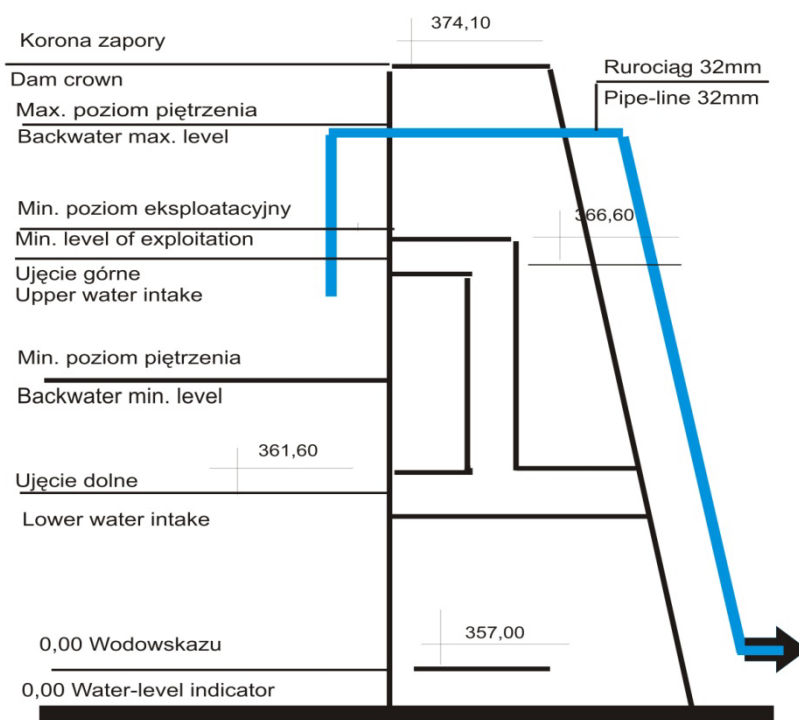 374,10
Korona zapory
Dam crown
Rurociąg 32mm
Pipe-line 32mm
Max. poziom piętrzenia
Backwater max. level
Min. poziom eksploatacyjny
Min. level of exploitation
366,60
Ujęcie górne
Upper water intake
Min. poziom piętrzenia
Backwater min. level
361,60
Ujęcie dolne
Lower water intake
357,00
0,00 Wodowskazu
0,00 Water-level indicator